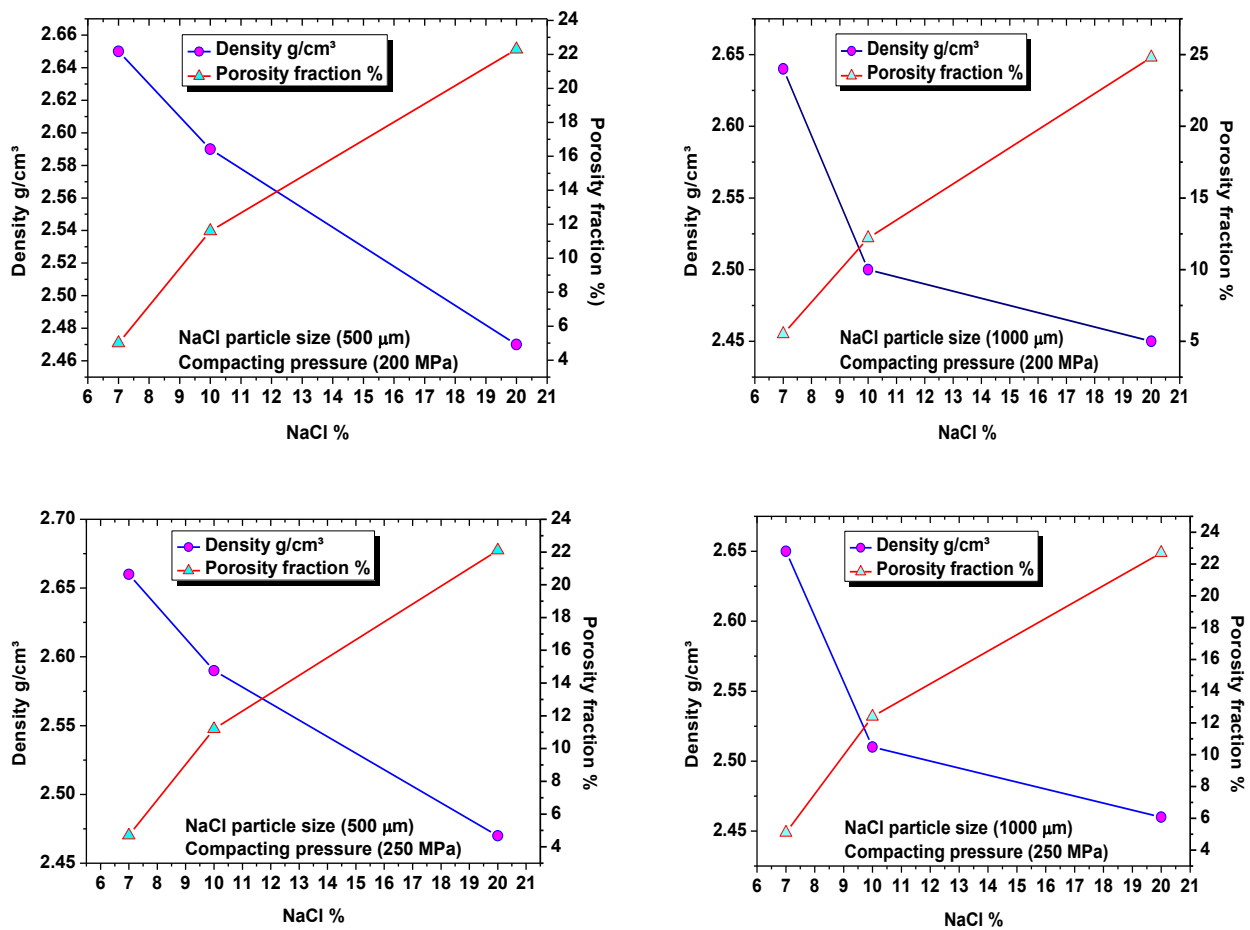 Density g/cm³
Porosity fraction %
2.66
2.64
2.62
2.60
2.58
2.56
2.54
2.52
2.50
2.48
2.46
Density g/cm³
24
22
20
18
16
14
12
10
8
6
4
Porosity fraction %)
NaCl particle size (500 µm)
Compacting pressure (200 MPa)
6 7 8 9 10 11 12 13 14 15 16 17 18 19 20 21
NaCl %
Density g/cm³
Porosity fraction %
2.65
2.60
2.55
2.50
2.45
Density g/cm³
25
20
15
10
5
Porosity fraction %
NaCl particle size (1000 µm)
Compacting pressure (200 MPa)
6 7 8 9 10 11 12 13 14 15 16 17 18 19 20 21
NaCl %
Density g/cm³
Porosity fraction %
2.70
2.65
2.60
2.55
2.50
2.45
Density g/cm³
24
22
20
18
16
14
12
10
8
6
4
Porosity fraction %
NaCl particle size (500 µm)
Compacting pressure (250 MPa)
6 7 8 9 10 11 12 13 14 15 16 17 18 19 20 21
NaCl %
Density g/cm³
Porosity fraction %
2.65
2.60
2.55
2.50
2.45
Density g/cm³
24
22
20
18
16
14
12
10
8
6
4
Porosity fraction %
NaCl particle size (1000 µm)
Compacting pressure (250 MPa)
6 7 8 9 10 11 12 13 14 15 16 17 18 19 20 21
NaCl %